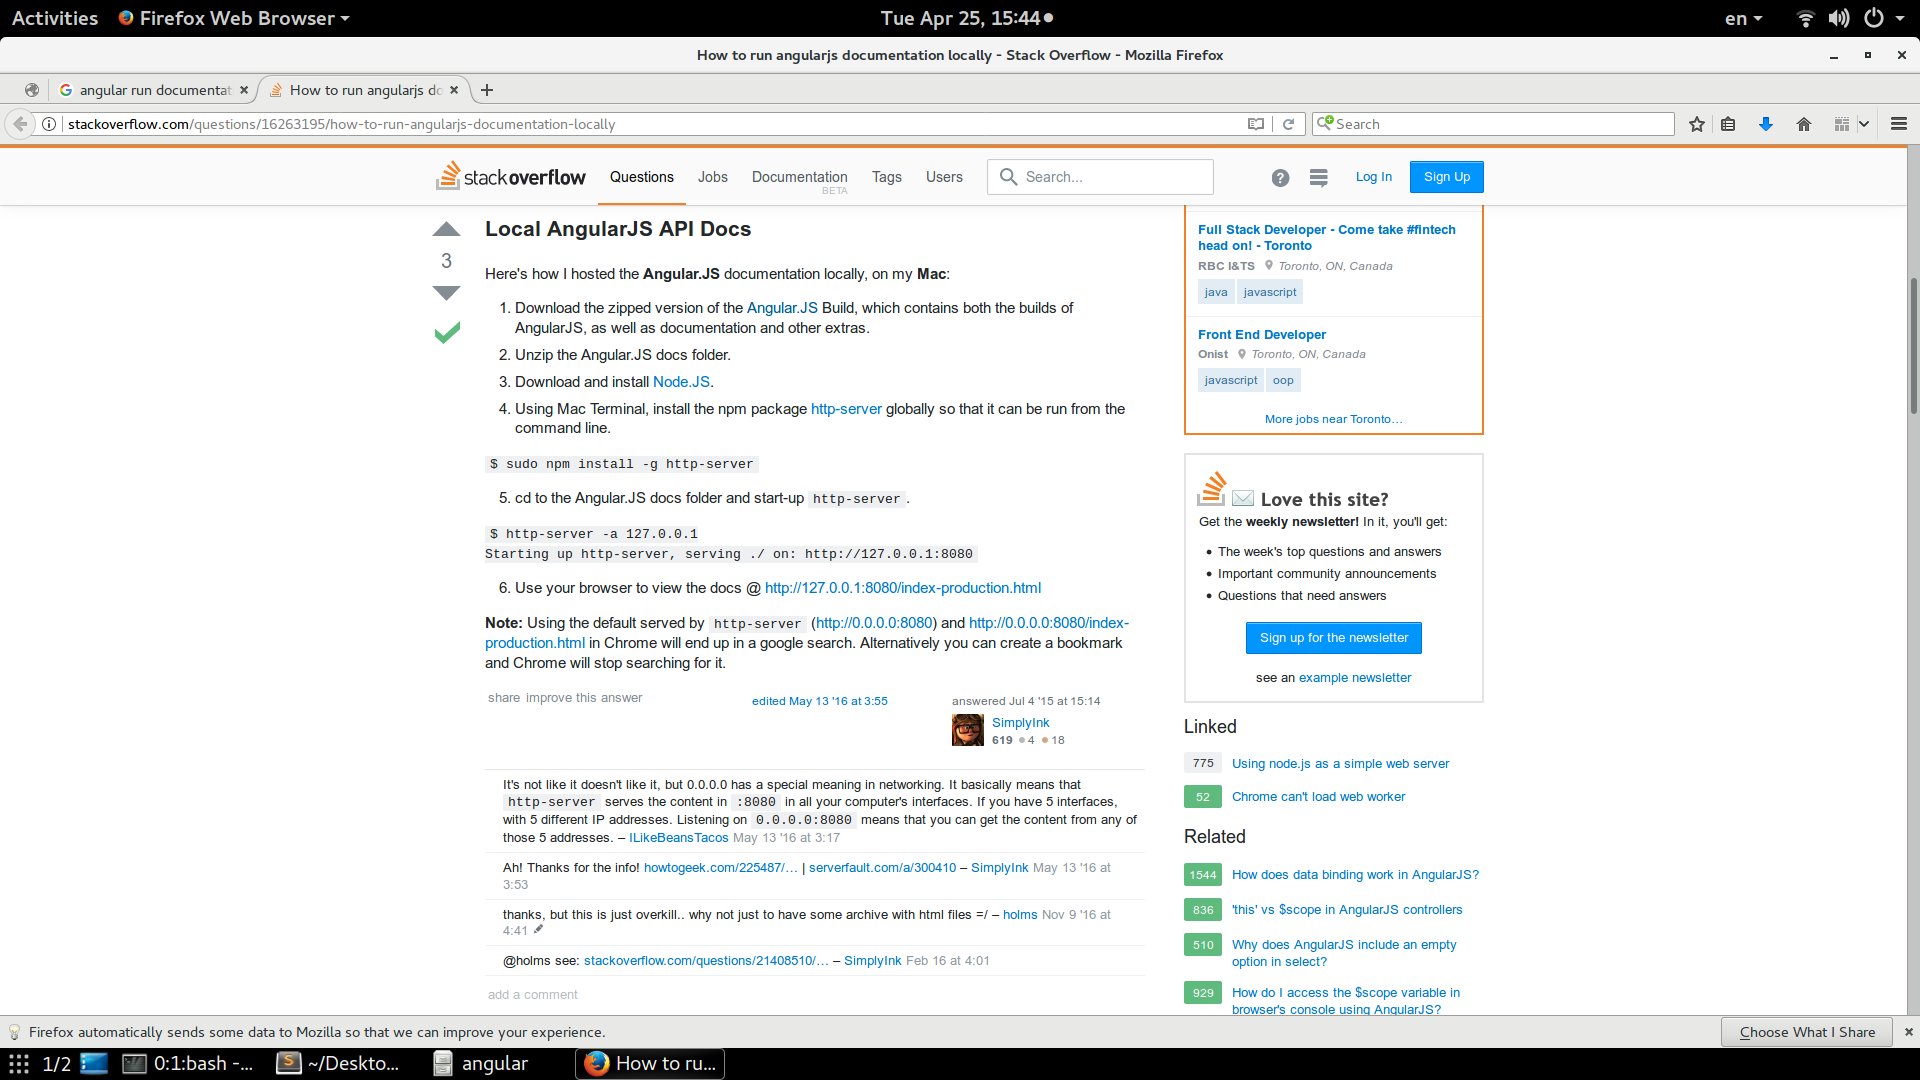 Activities
Firefox Web Browser
Tue Apr 25, 15:44
en
How to run angularjs documentation locally - Stack Overflow - Mozilla Firefox
angular run documentat
How to run angularjs do
stackoverflow.com/questions/16263195/how-to-run-angularjs-documentation-locally
Search
stackoverflow
Questions
Jobs
Documentation
BETA
Tags
Users
Search...
Log In
Sign Up
3
Local AngularJS API Docs
Here's how I hosted the Angular.JS documentation locally, on my Mac:
1. Download the zipped version of the Angular.JS Build, which contains both the builds of
AngularJS, as well as documentation and other extras.
2. Unzip the Angular.JS docs folder.
3. Download and install Node.JS.
4. Using Mac Terminal, install the npm package http-server globally so that it can be run from the
command line.
$ sudo npm install -g http-server
5. cd to the Angular.JS docs folder and start-up http-server.
$ http-server -a 127.0.0.1
Starting up http-server, serving ./ on: http://127.0.0.1:8080
6. Use your browser to view the docs @ http://127.0.0.1:8080/index-production.html
Note: Using the default served by http-server (http://0.0.0.0:8080) and http://0.0.0.0:8080/index-
production.html in Chrome will end up in a google search. Alternatively you can create a bookmark
and Chrome will stop searching for it.
share improve this answer
edited May 13 '16 at 3:55
answered Jul 4 '15 at 15:14
SimplyInk
619 ●4 ●18
It's not like it doesn't like it, but 0.0.0.0 has a special meaning in networking. It basically means that
http-server serves the content in :8080 in all your computer's interfaces. If you have 5 interfaces,
with 5 different IP addresses. Listening on 0.0.0.0:8080 means that you can get the content from any of
those 5 addresses. – ILikeBeansTacos May 13 '16 at 3:17
Ah! Thanks for the info! howtogeek.com/225487/… | serverfault.com/a/300410 – SimplyInk May 13 '16 at
3:53
thanks, but this is just overkill.. why not just to have some archive with html files =/ – holms Nov 9 '16 at
4:41
@holms see: stackoverflow.com/questions/21408510/… – SimplyInk Feb 16 at 4:01
add a comment
Full Stack Developer - Come take #fintech
head on! - Toronto
RBC I&TS Toronto, ON, Canada
java javascript
Front End Developer
Onist Toronto, ON, Canada
javascript oop
More jobs near Toronto…
Love this site?
Get the weekly newsletter! In it, you'll get:
• The week's top questions and answers
• Important community announcements
• Questions that need answers
Sign up for the newsletter
see an example newsletter
Linked
775 Using node.js as a simple web server
52 Chrome can't load web worker
Related
1544 How does data binding work in AngularJS?
836 'this' vs $scope in AngularJS controllers
510 Why does AngularJS include an empty
option in select?
929 How do I access the $scope variable in
browser's console using AngularJS?
Firefox automatically sends some data to Mozilla so that we can improve your experience.
Choose What I Share
1/2
0:1:bash -...
~/Deskto...
angular
How to ru...